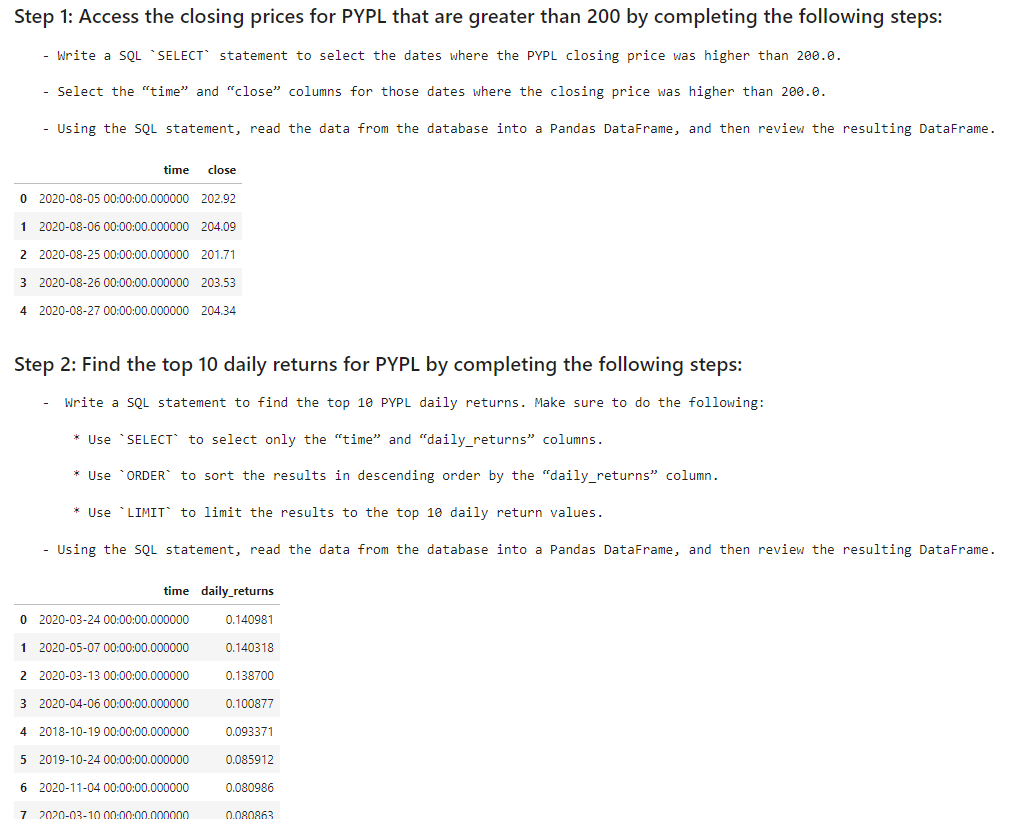 Step 1: Access the closing prices for PYPL that are greater than 200 by completing the following steps:
- Write a SQL `SELECT` statement to select the dates where the PYPL closing price was higher than 200.0.
- Select the “time” and “close” columns for those dates where the closing price was higher than 200.0.
- Using the SQL statement, read the data from the database into a Pandas DataFrame, and then review the resulting DataFrame.
time close
0 2020-08-05 00:00:00.000000 202.92
1 2020-08-06 00:00:00.000000 204.09
2 2020-08-25 00:00:00.000000 201.71
3 2020-08-26 00:00:00.000000 203.53
4 2020-08-27 00:00:00.000000 204.34
Step 2: Find the top 10 daily returns for PYPL by completing the following steps:
- Write a SQL statement to find the top 10 PYPL daily returns. Make sure to do the following:
* Use `SELECT` to select only the “time” and “daily_returns” columns.
* Use `ORDER` to sort the results in descending order by the “daily_returns” column.
* Use `LIMIT` to limit the results to the top 10 daily return values.
- Using the SQL statement, read the data from the database into a Pandas DataFrame, and then review the resulting DataFrame.
time daily_returns
0 2020-03-24 00:00:00.000000 0.140981
1 2020-05-07 00:00:00.000000 0.140318
2 2020-03-13 00:00:00.000000 0.138700
3 2020-04-06 00:00:00.000000 0.100877
4 2018-10-19 00:00:00.000000 0.093371
5 2019-10-24 00:00:00.000000 0.085912
6 2020-11-04 00:00:00.000000 0.080986
7 2020-03-10 00:00:00.000000 0.080863